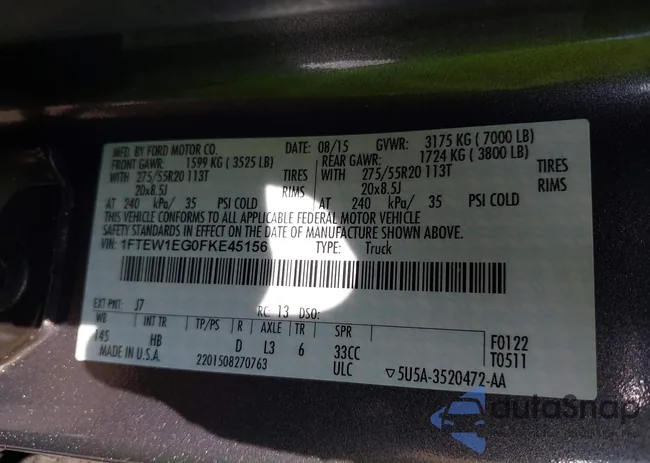 MFD. BY FORD MOTOR CO.
DATE: 08/15 GVWR: 3175 KG ( 7000 LB)
FRONT GAWR: 1599 KG ( 3525 LB) REAR GAWR: 1724 KG ( 3800 LB)
WITH 275/55R20 113T TIRES WITH 275/55R20 113T TIRES
20x8.5J RIMS 20x8.5J RIMS
AT 240 kPa/ 35 PSI COLD AT 240 kPa/ 35 PSI COLD
THIS VEHICLE CONFORMS TO ALL APPLICABLE FEDERAL MOTOR VEHICLE
SAFETY STANDARDS IN EFFECT ON THE DATE OF MANUFACTURE SHOWN ABOVE.
VIN: 1FTEW1EG0FKE45156 TYPE: Truck
EXT PNT: J7 RC: 13 DSO:
WB INT TR TP/PS R AXLE TR SPR
145 HB D L3 6 33CC F0122
MADE IN U.S.A. 2201508270763 ULC T0511
▽5U5A-3520472-AA
autoSnap